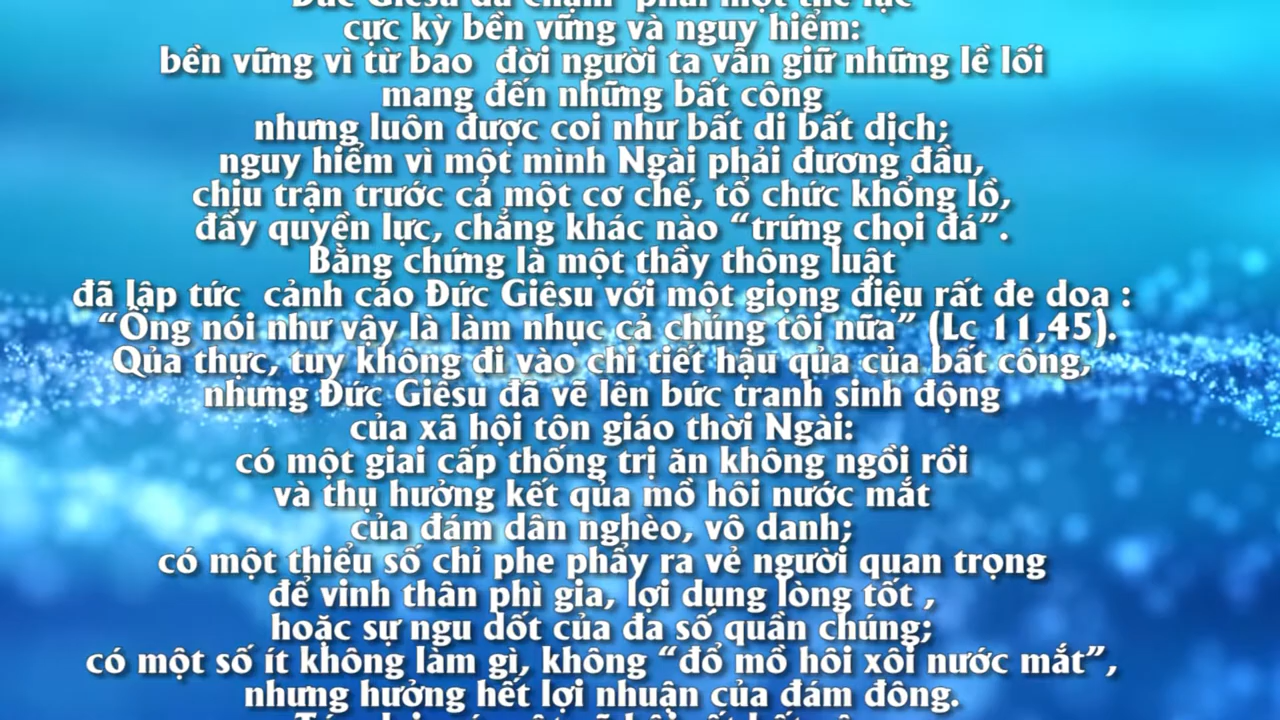 Đức Giêsu đã chạm  phải một thế lực
cực kỳ bền vững và nguy hiểm:
bền vững vì từ bao  đời người ta vẫn giữ những lề lối
mang đến những bất công
nhưng luôn được coi như bất di bất dịch;
nguy hiểm vì một mình Ngài phải đương đầu,
chịu trận trước cả một cơ chế, tổ chức khổng lồ,
đầy quyền lực, chẳng khác nào “trứng chọi đá”.
Bằng chứng là một thầy thông luật
đã lập tức  cảnh cáo Đức Giêsu với một giọng điệu rất đe dọa :
“Ông nói như vậy là làm nhục cả chúng tôi nữa” (Lc 11,45).
Qủa thực, tuy không đi vào chi tiết hậu qủa của bất công,
nhưng Đức Giêsu đã vẽ lên bức tranh sinh động
của xã hội tôn giáo thời Ngài:
có một giai cấp thống trị ăn không ngồi rồi
và thụ hưởng kết qủa mồ hôi nước mắt
của đám dân nghèo, vô danh;
có một thiểu số chỉ phe phẩy ra vẻ người quan trọng
để vinh thân phì gia, lợi dụng lòng tốt ,
hoặc sự ngu dốt của đa số quần chúng;
có một số ít không làm gì, không “đổ mồ hôi xôi nước mắt”,
nhưng hưởng hết lợi nhuận của đám đông.